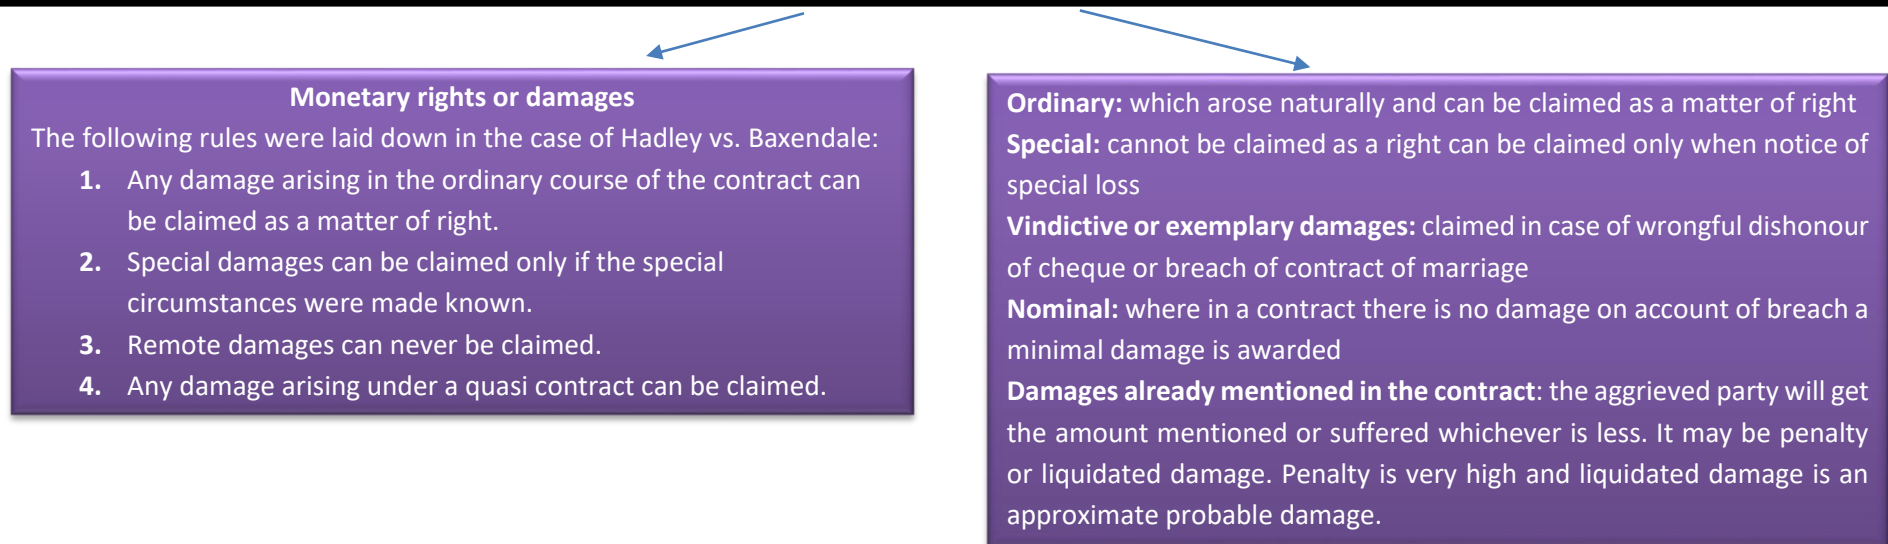 Monetary rights or damages
The following rules were laid down in the case of Hadley vs. Baxendale:
1. Any damage arising in the ordinary course of the contract can
be claimed as a matter of right.
2. Special damages can be claimed only if the special
circumstances were made known.
3. Remote damages can never be claimed.
4. Any damage arising under a quasi contract can be claimed.
Ordinary: which arose naturally and can be claimed as a matter of right
Special: cannot be claimed as a right can be claimed only when notice of
special loss
Vindictive or exemplary damages: claimed in case of wrongful dishonour
of cheque or breach of contract of marriage
Nominal: where in a contract there is no damage on account of breach a
minimal damage is awarded
Damages already mentioned in the contract: the aggrieved party will get
the amount mentioned or suffered whichever is less. It may be penalty
or liquidated damage. Penalty is very high and liquidated damage is an
approximate probable damage.